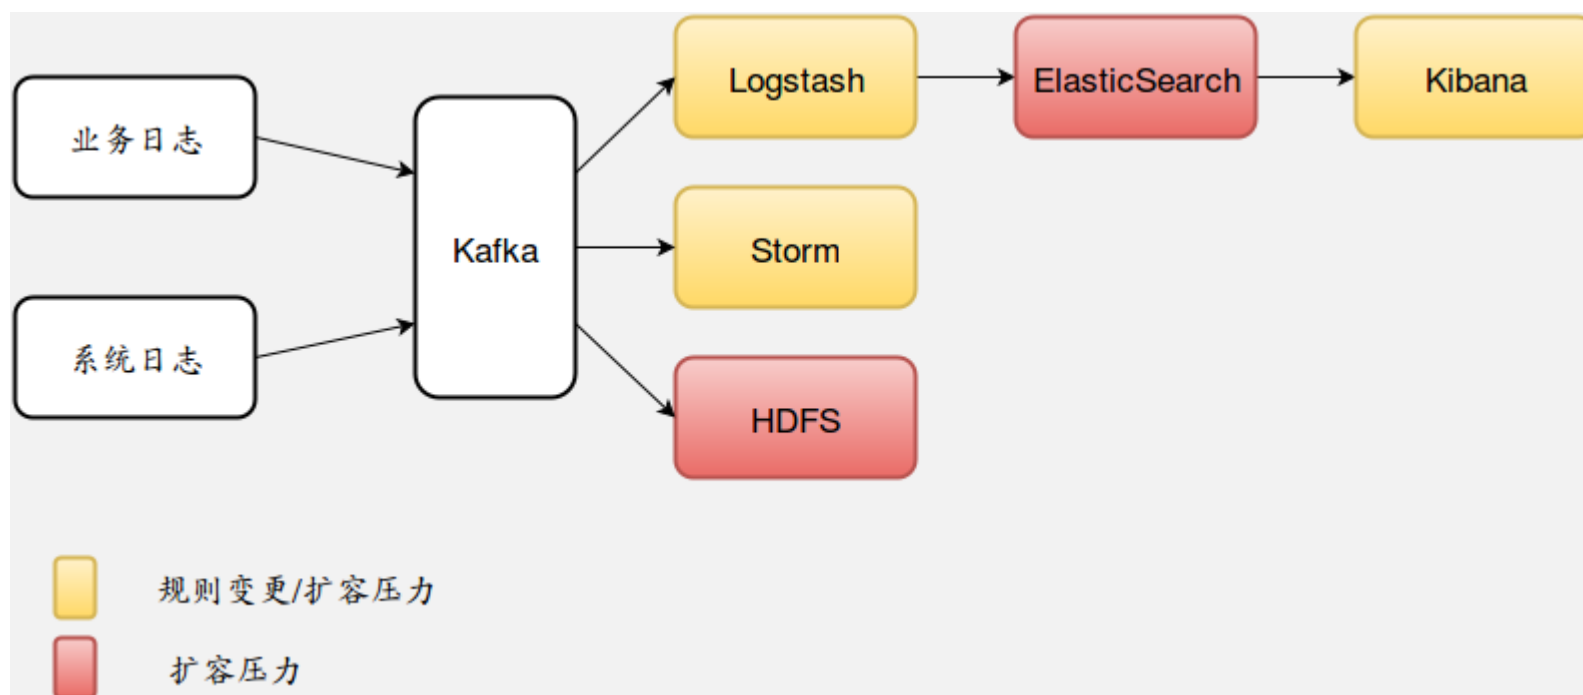 业务日志
系统日志
Kafka
Logstash
ElasticSearch
Kibana
Storm
HDFS
规则变更/扩容压力
扩容压力